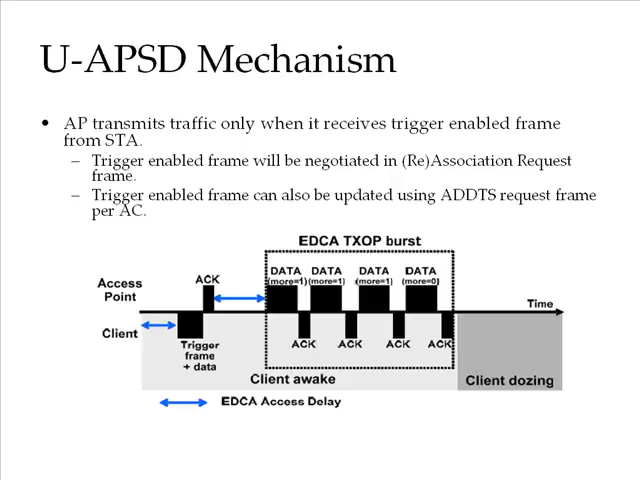 U-APSD Mechanism
• AP transmits traffic only when it receives trigger enabled frame
from STA.
– Trigger enabled frame will be negotiated in (Re)Association Request
frame.
– Trigger enabled frame can also be updated using ADDTS request frame
per AC.
EDCA TXOP burst
DATA DATA DATA DATA
(more=1) (more=1) (more=1) (more=0)
ACK
Access
Point
Time
Client
Trigger
frame
+ data
ACK ACK ACK ACK
Client awake
Client dozing
EDCA Access Delay